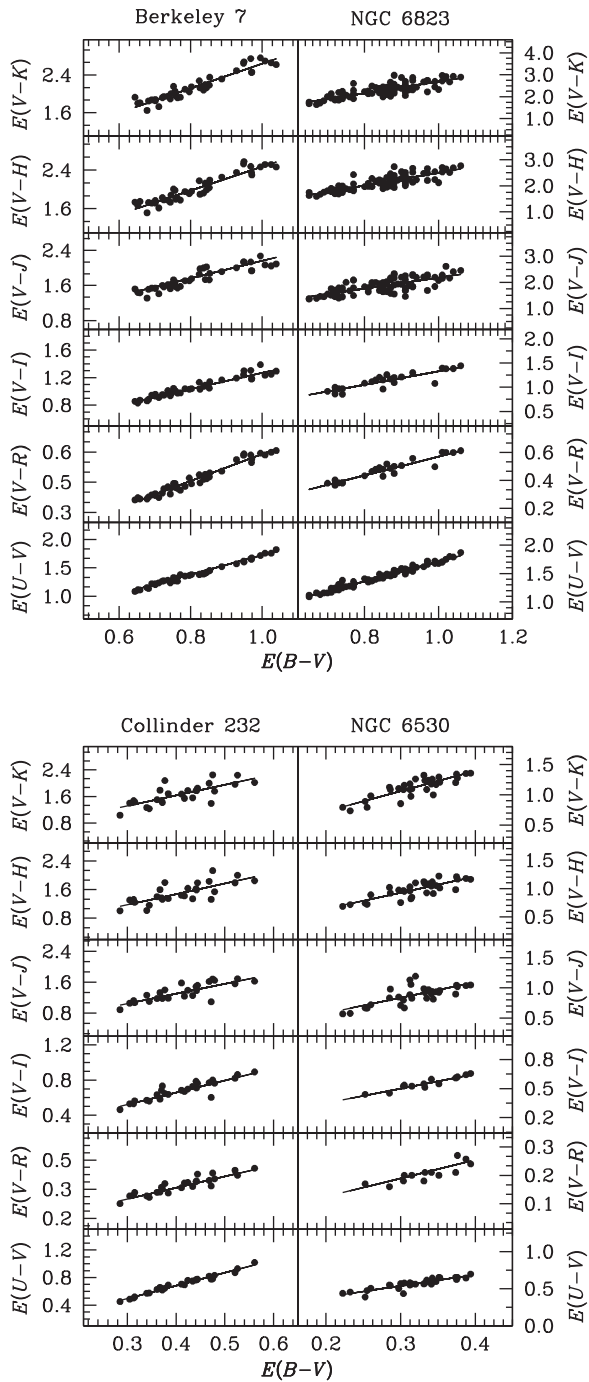 Berkeley 7 NGC 6823
E(V−K) 2.4 1.6 4.0 3.0 2.0 1.0 E(V−K)
E(V−H) 2.4 1.6 3.0 2.0 1.0 E(V−H)
E(V−J) 2.4 1.6 0.8 3.0 2.0 1.0 E(V−J)
E(V−I) 1.6 1.2 0.8 2.0 1.5 1.0 0.5 E(V−I)
E(V−R) 0.6 0.5 0.3 0.6 0.4 0.2 E(V−R)
E(U−V) 2.0 1.5 1.0 2.0 1.5 1.0 E(U−V)
0.6 0.8 1.0 0.8 1.0 1.2
E(B−V)
Collinder 232 NGC 6530
E(V−K) 2.4 1.6 0.8 1.5 1.0 0.5 E(V−K)
E(V−H) 2.4 1.6 0.8 1.5 1.0 0.5 E(V−H)
E(V−J) 2.4 1.6 0.8 1.5 1.0 0.5 E(V−J)
E(V−I) 1.2 0.8 0.4 0.8 0.5 0.2 E(V−I)
E(V−R) 0.5 0.3 0.2 0.3 0.2 0.1 E(V−R)
E(U−V) 1.2 0.8 0.4 1.0 0.5 0.0 E(U−V)
0.3 0.4 0.5 0.6 0.2 0.3 0.4
E(B−V)